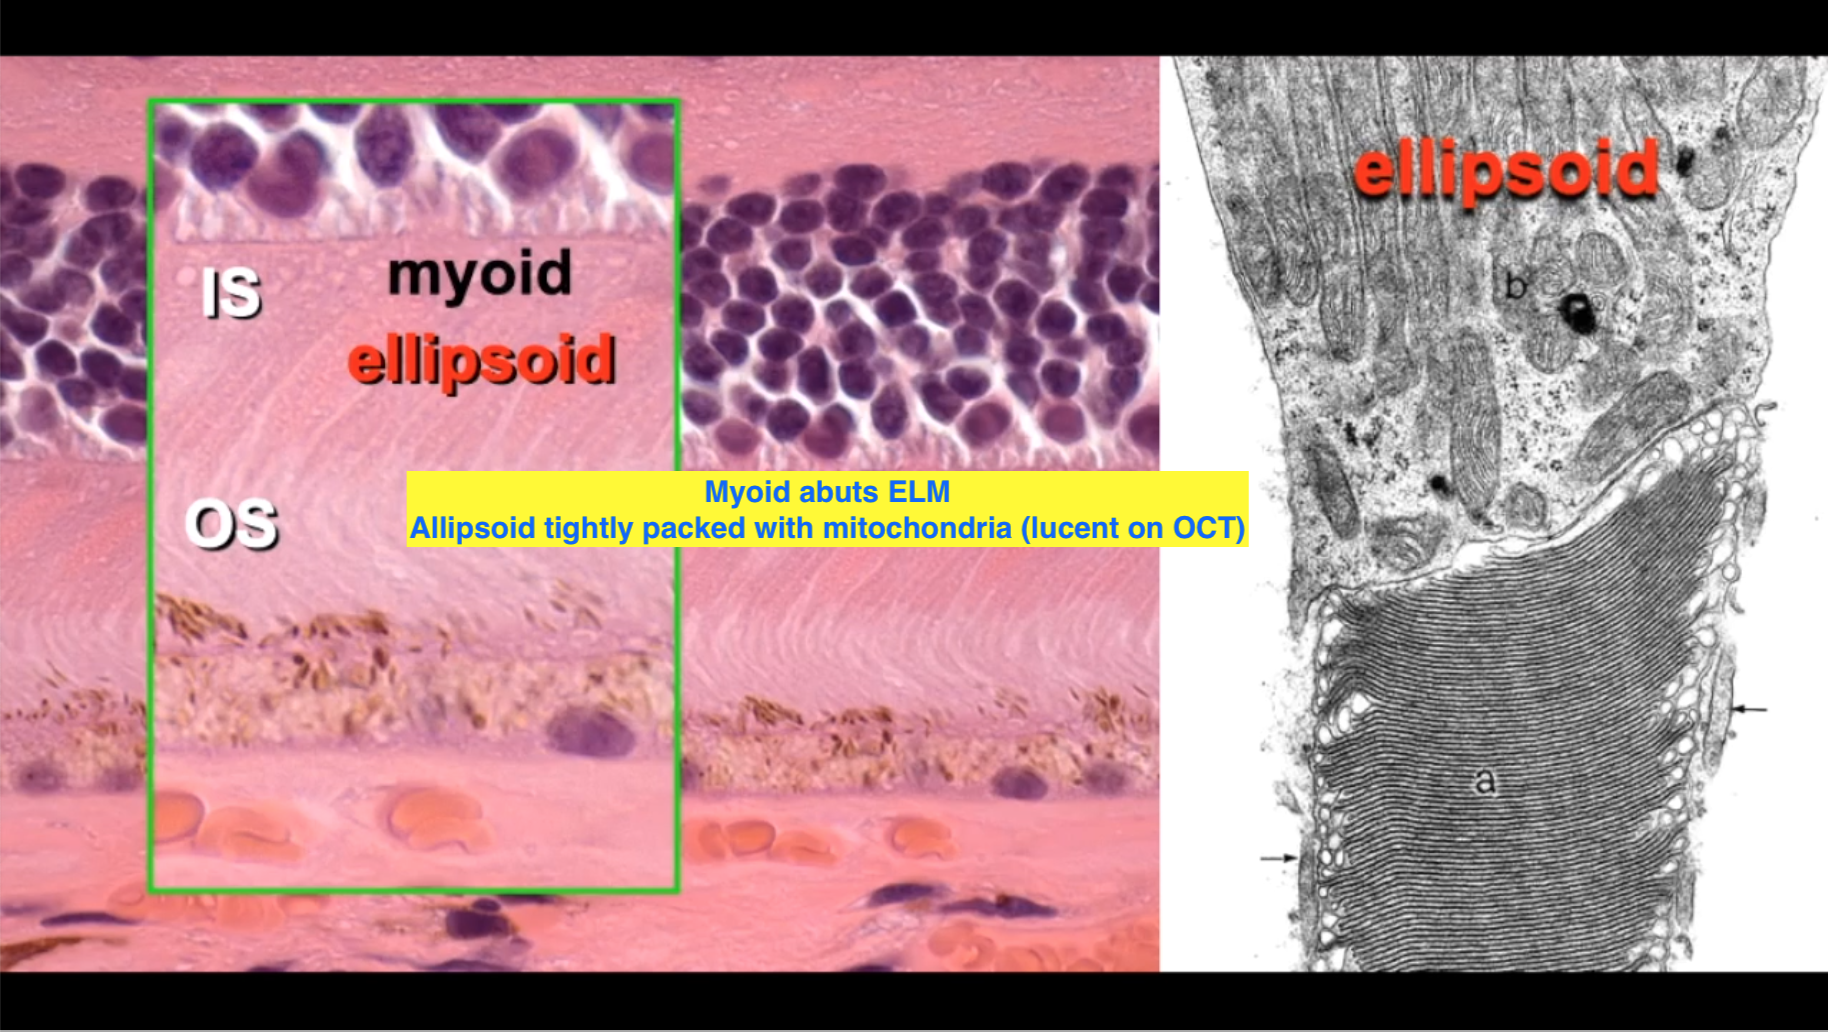 IS
myoid
ellipsoid
OS
Myoid abuts ELM
Allipsoid tightly packed with mitochondria (lucent on OCT)
ellipsoid
b
a